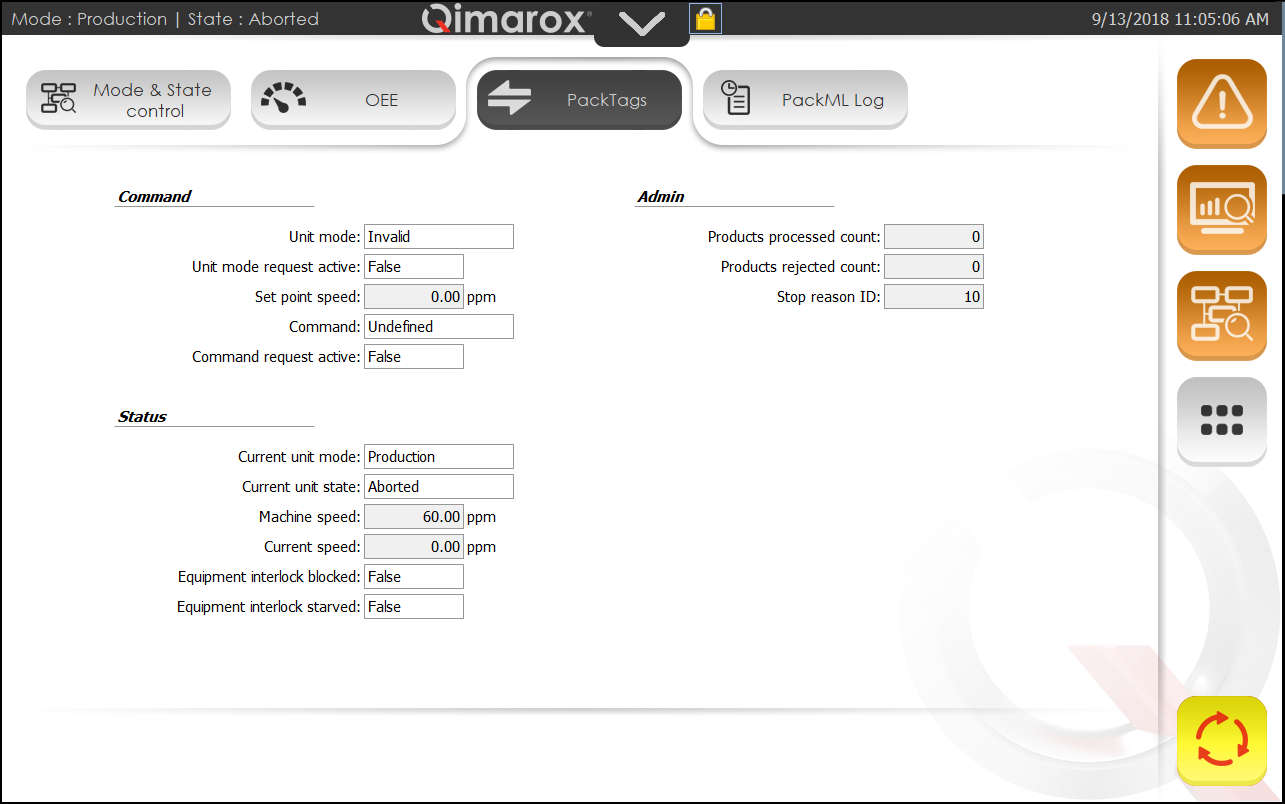 Mode : Production | State : Aborted
Qimarox®
9/13/2018 11:05:06 AM
Mode & State
control
OEE
PackTags
PackML Log
Command
Unit mode: Invalid
Unit mode request active: False
Set point speed: 0.00 ppm
Command: Undefined
Command request active: False
Admin
Products processed count: 0
Products rejected count: 0
Stop reason ID: 10
Status
Current unit mode: Production
Current unit state: Aborted
Machine speed: 60.00 ppm
Current speed: 0.00 ppm
Equipment interlock blocked: False
Equipment interlock starved: False